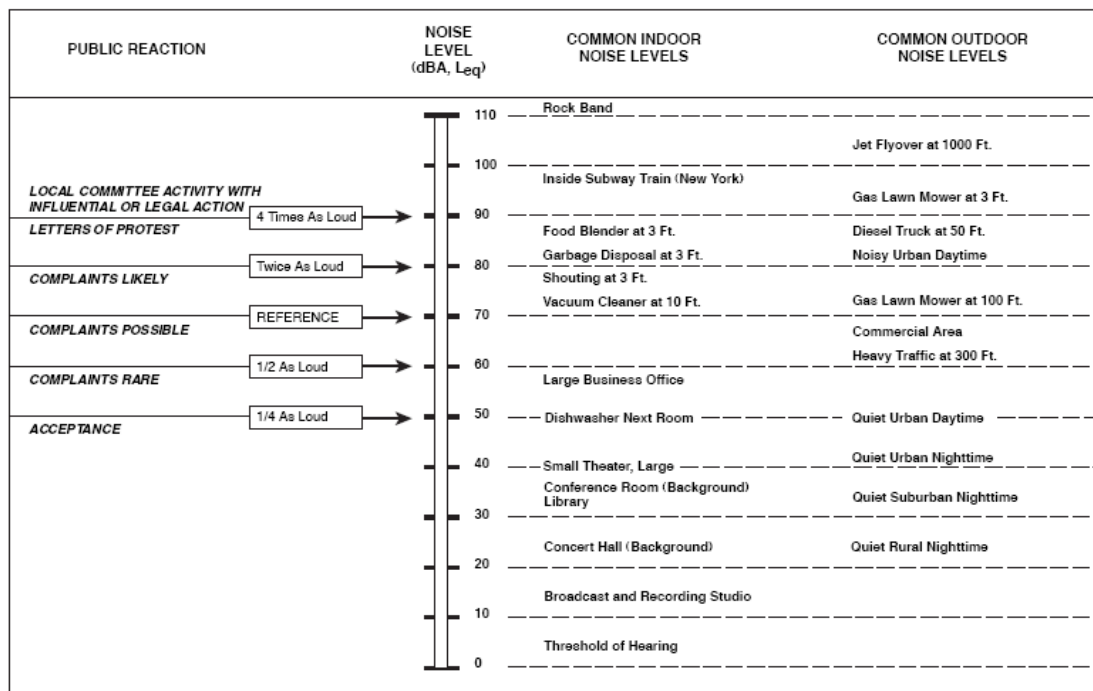 PUBLIC REACTION
NOISE
LEVEL
(dBA, Leq)
COMMON INDOOR
NOISE LEVELS
COMMON OUTDOOR
NOISE LEVELS
110
Rock Band
Jet Flyover at 1000 Ft.
100
Inside Subway Train (New York)
LOCAL COMMITTEE ACTIVITY WITH
INFLUENTIAL OR LEGAL ACTION
Gas Lawn Mower at 3 Ft.
4 Times As Loud
90
LETTERS OF PROTEST
Food Blender at 3 Ft.
Diesel Truck at 50 Ft.
Garbage Disposal at 3 Ft.
Noisy Urban Daytime
Twice As Loud
80
COMPLAINTS LIKELY
Shouting at 3 Ft.
Vacuum Cleaner at 10 Ft.
Gas Lawn Mower at 100 Ft.
REFERENCE
70
COMPLAINTS POSSIBLE
Commercial Area
Heavy Traffic at 300 Ft.
1/2 As Loud
60
COMPLAINTS RARE
Large Business Office
1/4 As Loud
50
Dishwasher Next Room
Quiet Urban Daytime
ACCEPTANCE
Quiet Urban Nighttime
40
Small Theater, Large
Conference Room (Background)
Library
Quiet Suburban Nighttime
30
Concert Hall (Background)
Quiet Rural Nighttime
20
Broadcast and Recording Studio
10
Threshold of Hearing
0